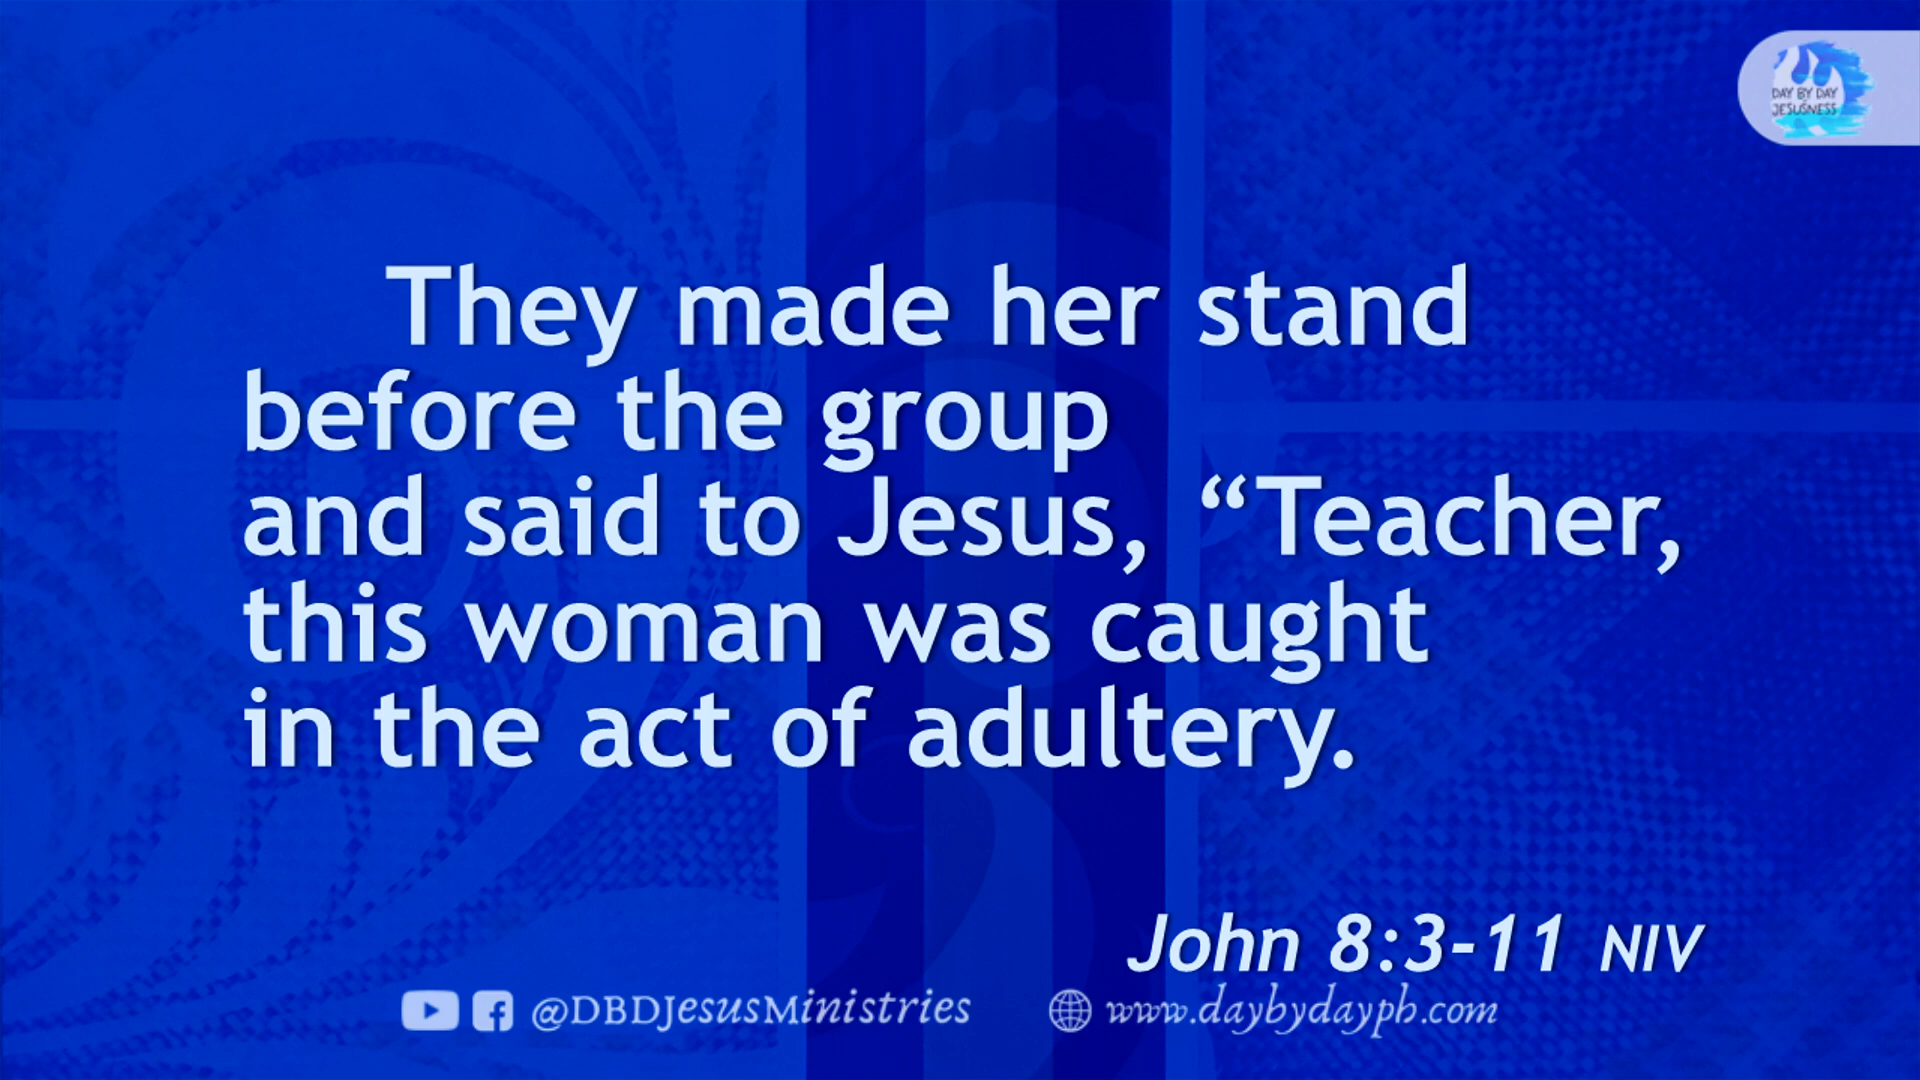 DAY BY DAY
JESUSNESS
They made her stand
before the group
and said to Jesus, “Teacher,
this woman was caught
in the act of adultery.
John 8:3-11 NIV
@DBDJesusMinistries www.daybydayph.com